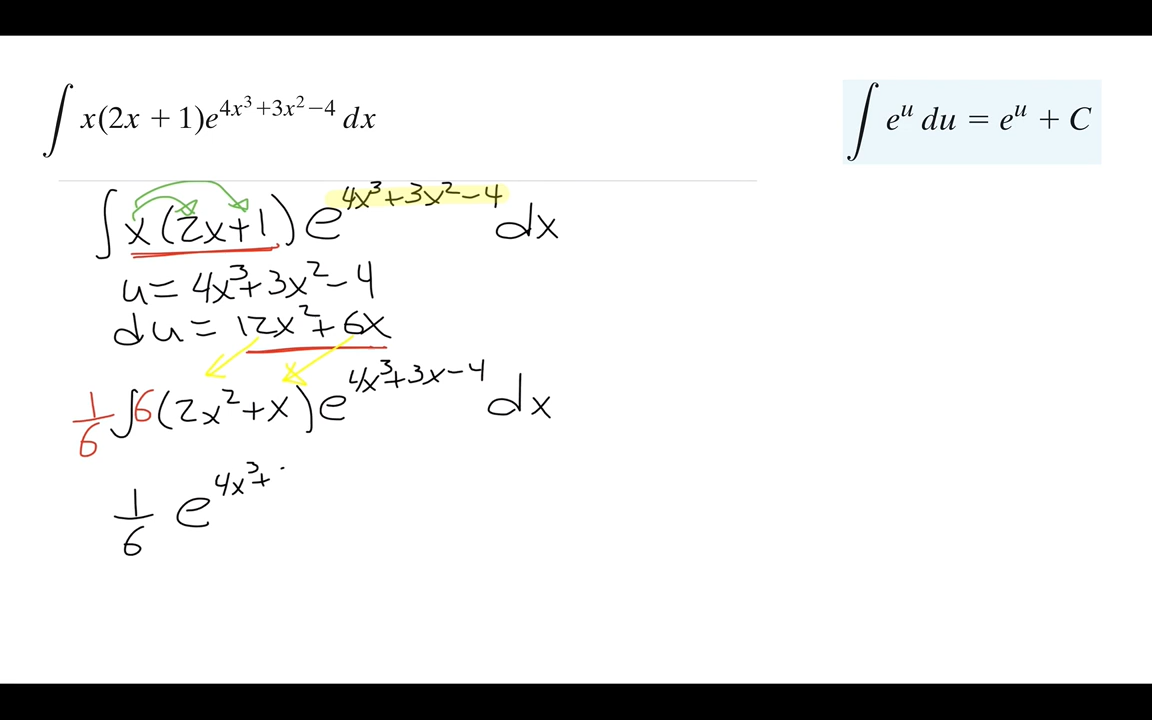 ∫ x(2x + 1)e^{4x³+3x²−4} dx
∫ e^u du = e^u + C
∫ x(2x+1) e^{4x³+3x²−4} dx
u = 4x³+3x²−4
du = 12x²+6x
1/6 ∫ 6(2x²+x) e^{4x³+3x−4} dx
1/6 e^{4x³+